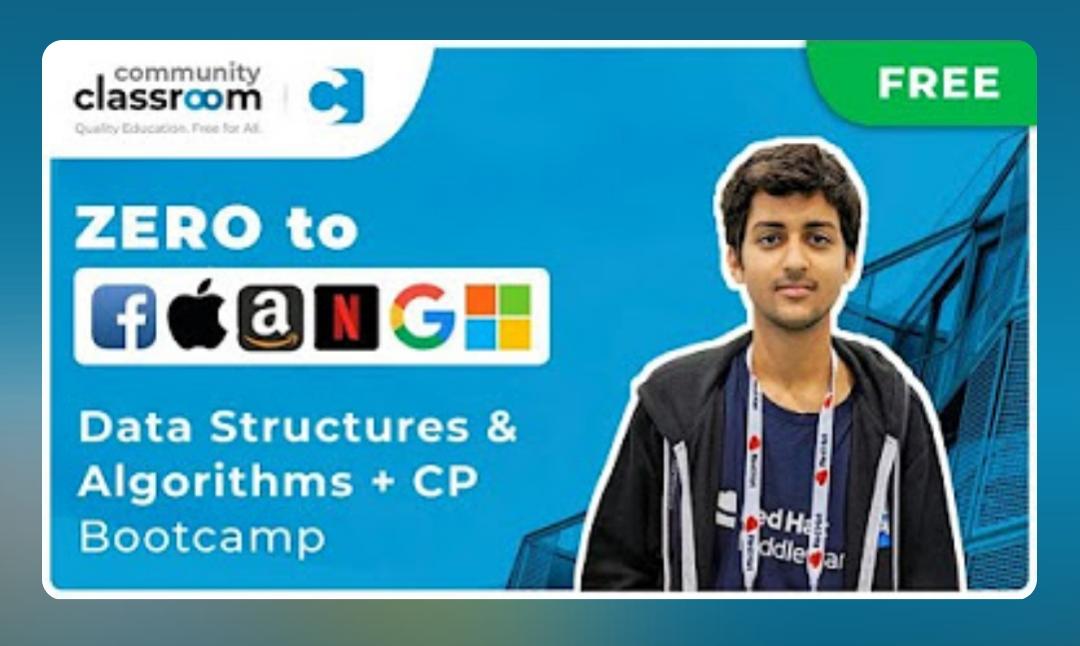 community
classroom
Quality Education. Free for All.
FREE
ZERO to
Data Structures &
Algorithms + CP
Bootcamp